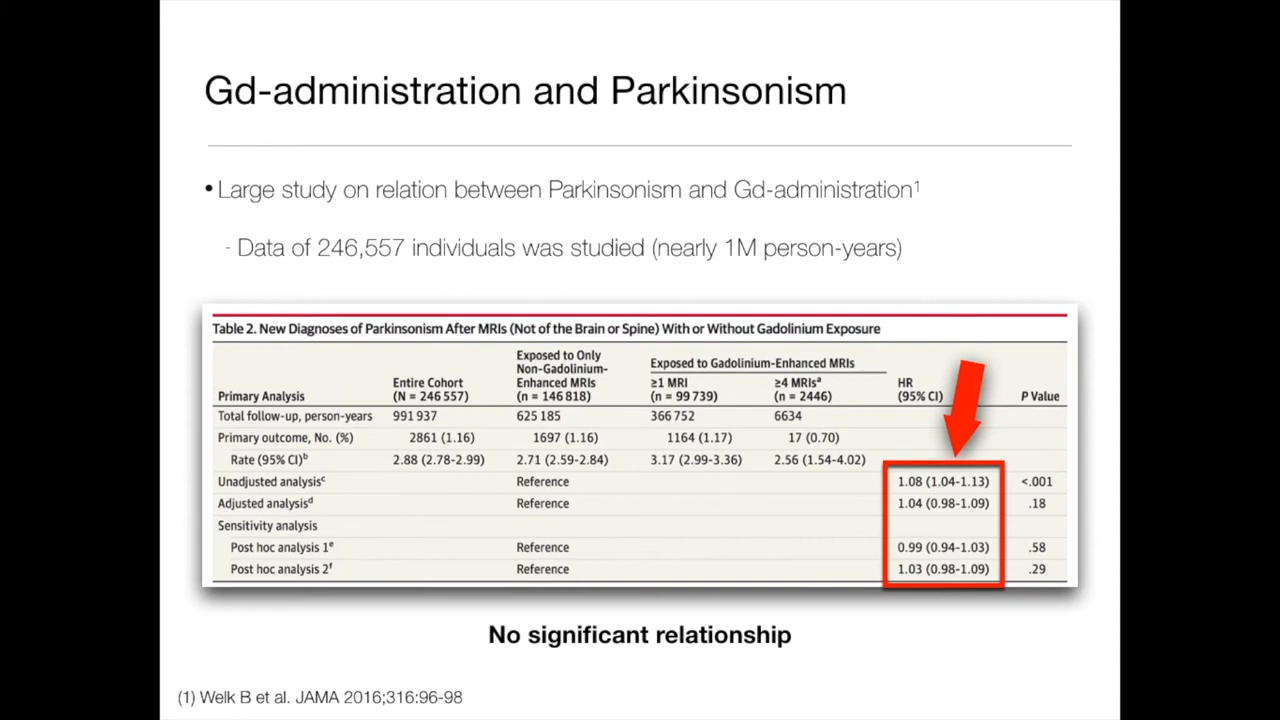 Gd-administration and Parkinsonism
• Large study on relation between Parkinsonism and Gd-administration¹
- Data of 246,557 individuals was studied (nearly 1M person-years)
Table 2. New Diagnoses of Parkinsonism After MRIs (Not of the Brain or Spine) With or Without Gadolinium Exposure
Primary Analysis Entire Cohort (N = 246 557) Exposed to Only Non-Gadolinium-Enhanced MRIs (n = 146 818) Exposed to Gadolinium-Enhanced MRIs ≥1 MRI (n = 99 739) ≥4 MRIsᵃ (n = 2446) HR (95% CI) P Value
Total follow-up, person-years 991 937 625 185 366 752 6634
Primary outcome, No. (%) 2861 (1.16) 1697 (1.16) 1164 (1.17) 17 (0.70)
Rate (95% CI)ᵇ 2.88 (2.78-2.99) 2.71 (2.59-2.84) 3.17 (2.99-3.36) 2.56 (1.54-4.02)
Unadjusted analysisᶜ Reference 1.08 (1.04-1.13) <.001
Adjusted analysisᵈ Reference 1.04 (0.98-1.09) .18
Sensitivity analysis
Post hoc analysis 1ᵉ Reference 0.99 (0.94-1.03) .58
Post hoc analysis 2ᶠ Reference 1.03 (0.98-1.09) .29
No significant relationship
(1) Welk B et al. JAMA 2016;316:96-98